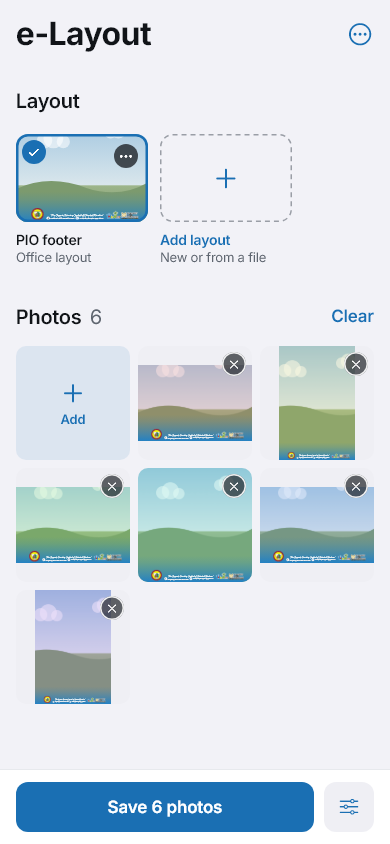 e-Layout
Layout
PIO footer
Office layout
Add layout
New or from a file
Photos 6
Clear
Add
Save 6 photos